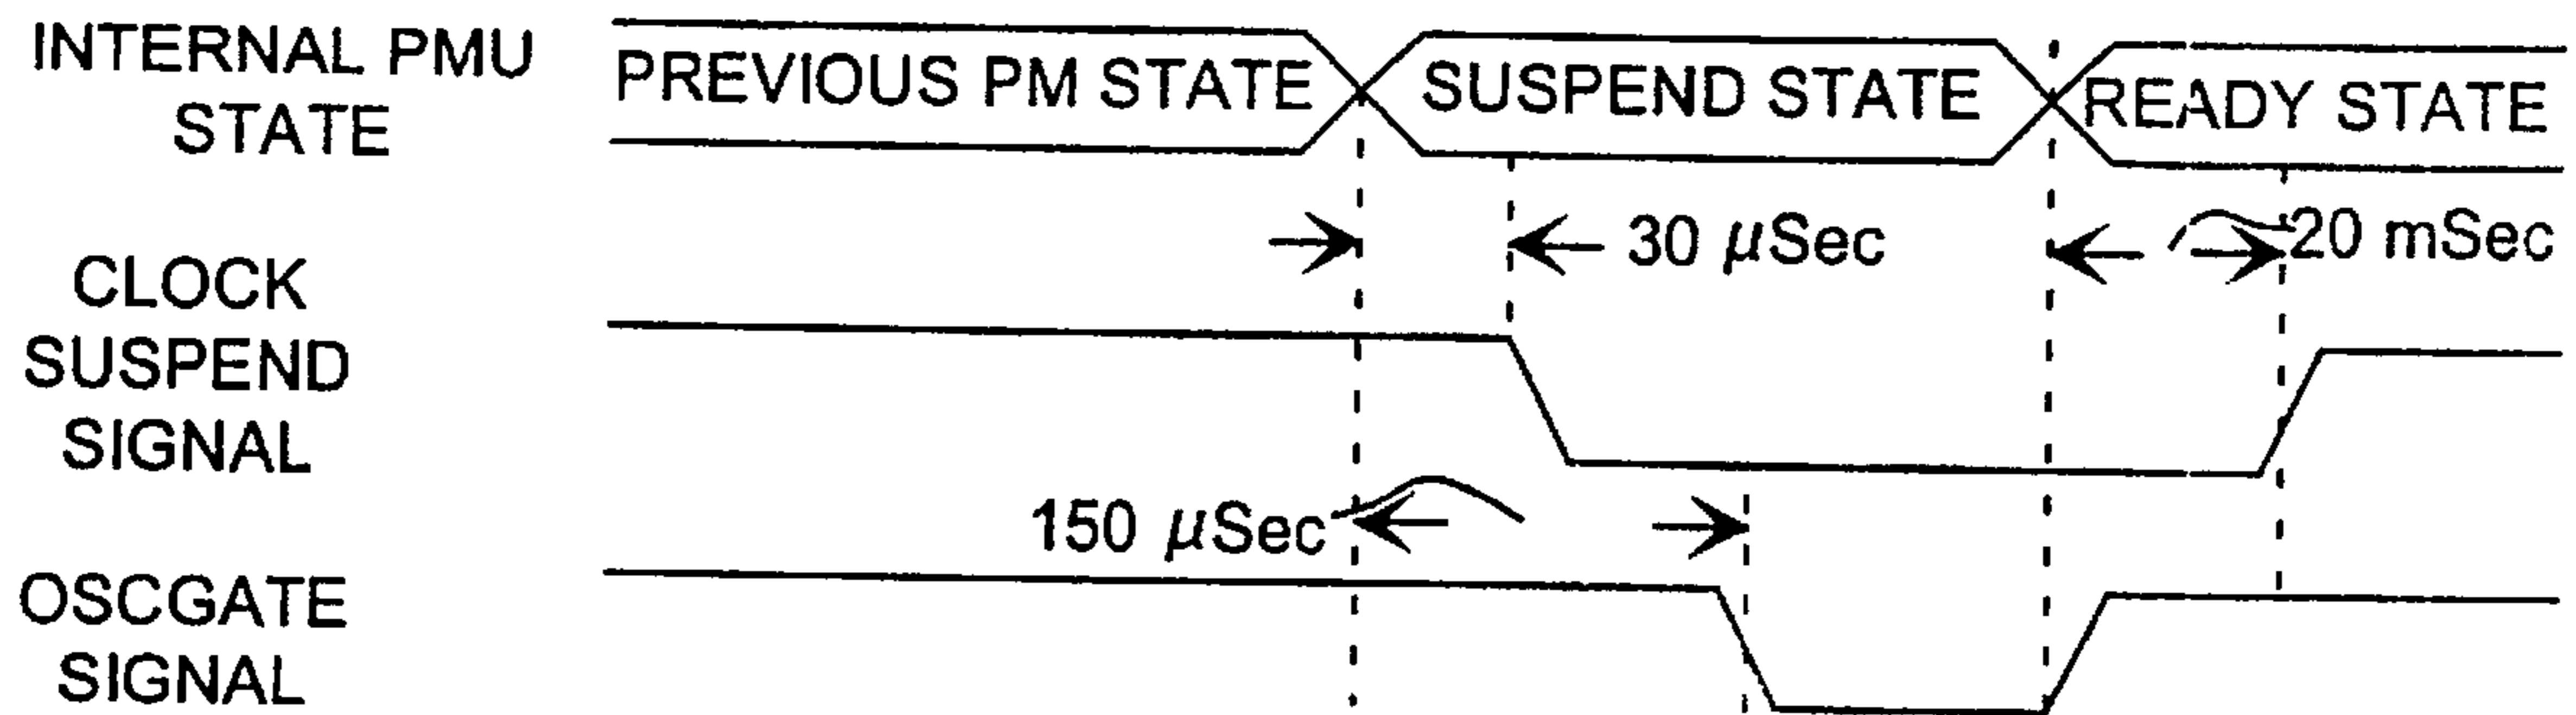 INTERNAL PMU
STATE
PREVIOUS PM STATE
SUSPEND STATE
READY STATE
30 μSec
20 mSec
CLOCK
SUSPEND
SIGNAL
150 μSec
OSCGATE
SIGNAL